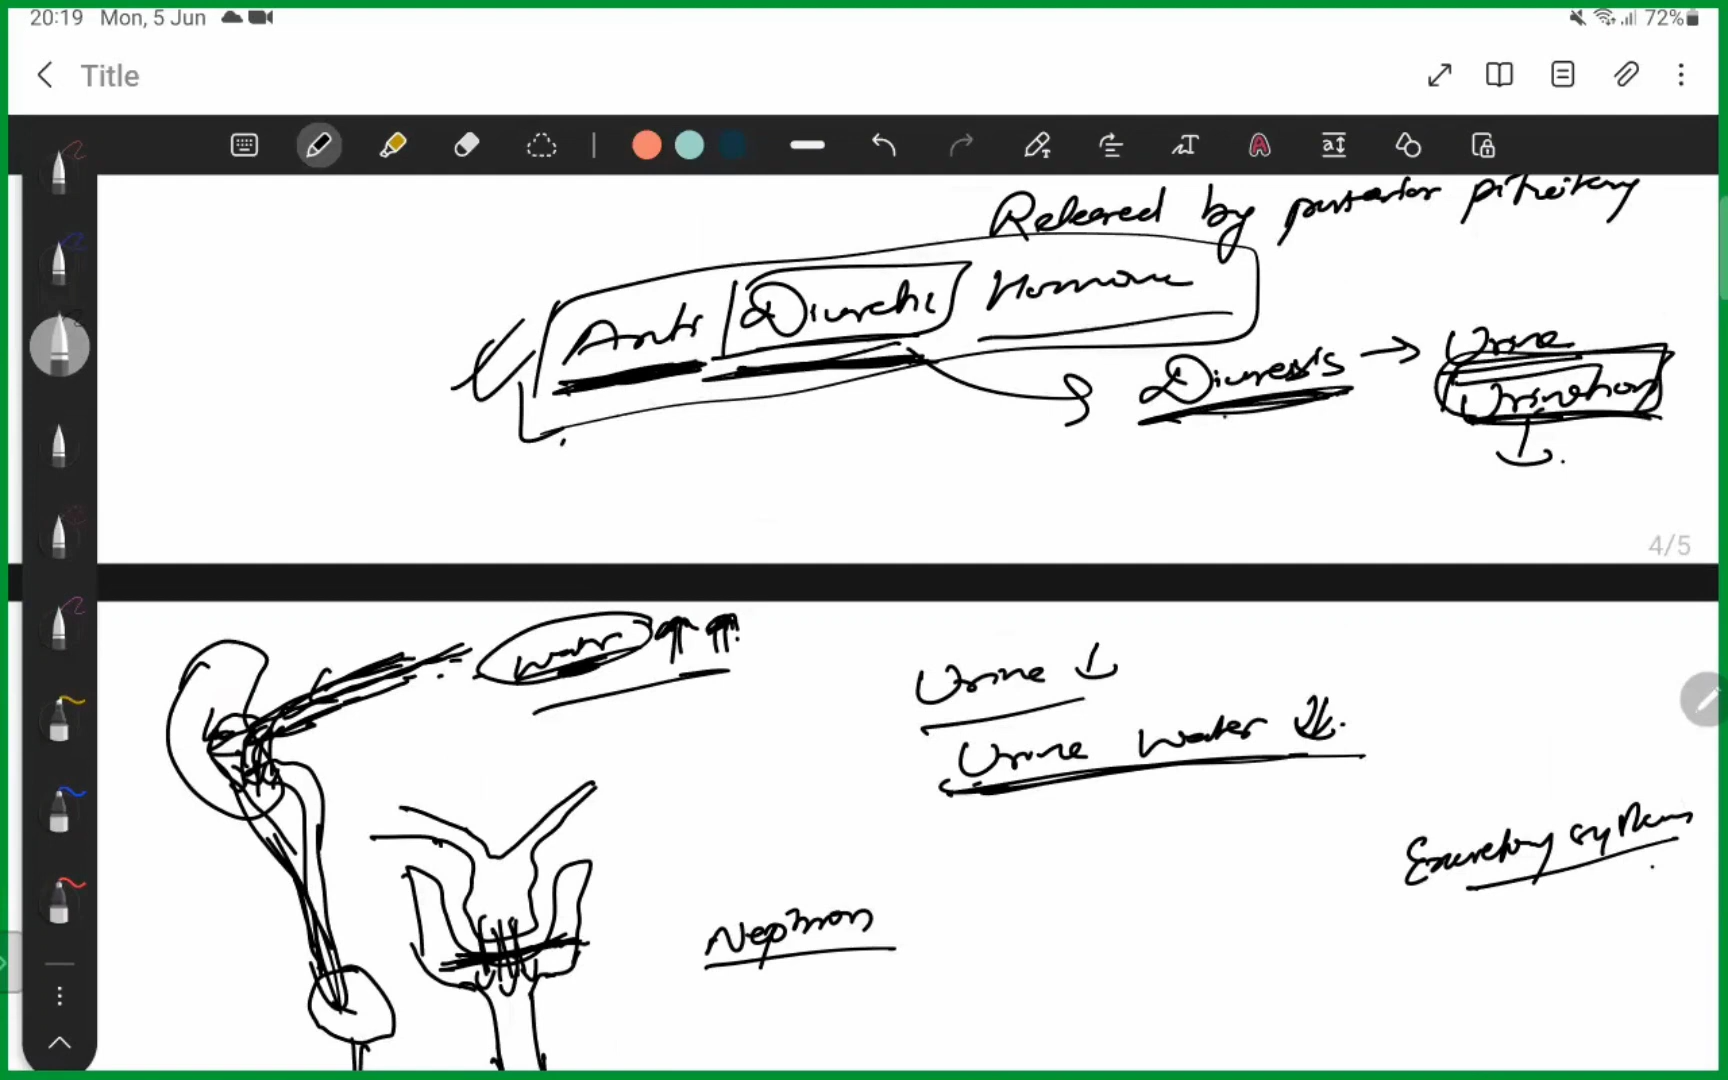 20:19 Mon, 5 Jun
72%
Title
Released by posterior pituitary
Anti Diuretic Hormone
Diuresis → Urine
Urination
4/5
water ↑↑
Urine ↓
Urine water ↓
Excretory system
Nephron